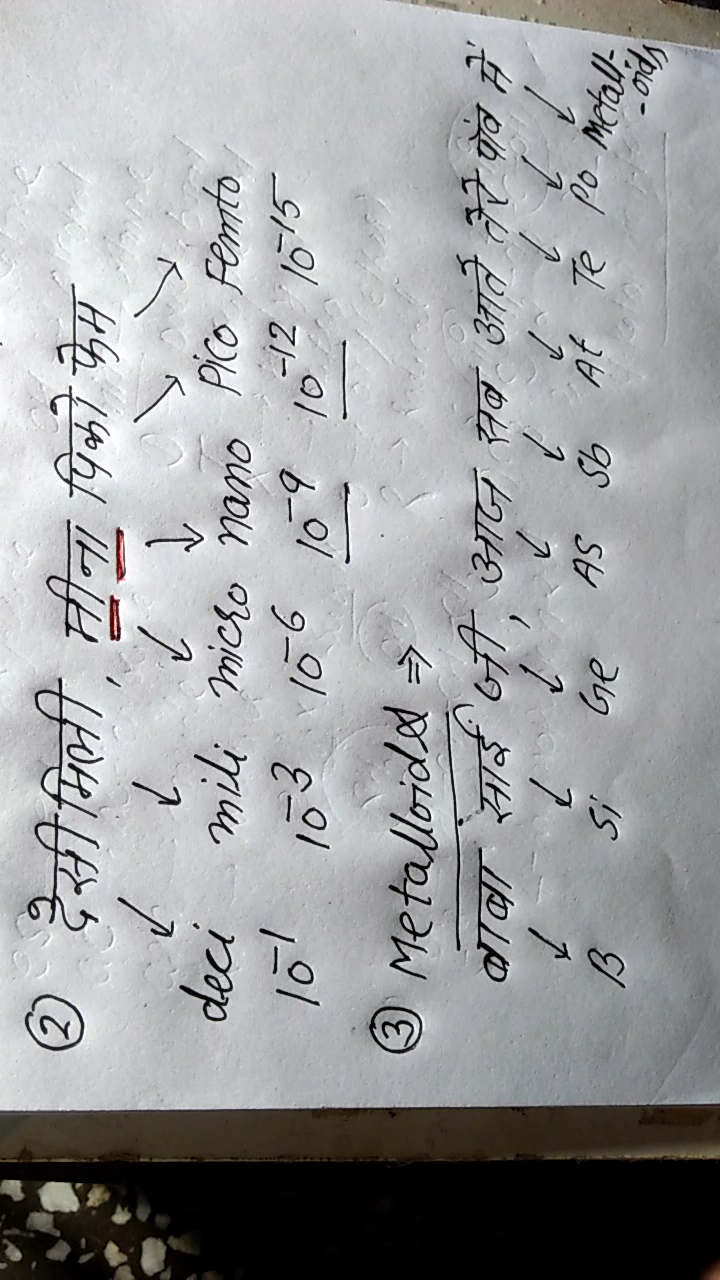 ② देसी मिली, मीना पिको फेम
deci mili micro nano Pico Femto
10⁻¹ 10⁻³ 10⁻⁶ 10⁻⁹ 10⁻¹² 10⁻¹⁵
③ Metalloids ⇒
बाबा साईं जी, आज सब आते तेरे पांव में
B Si Ge As Sb At Te Po Metall-
-oids